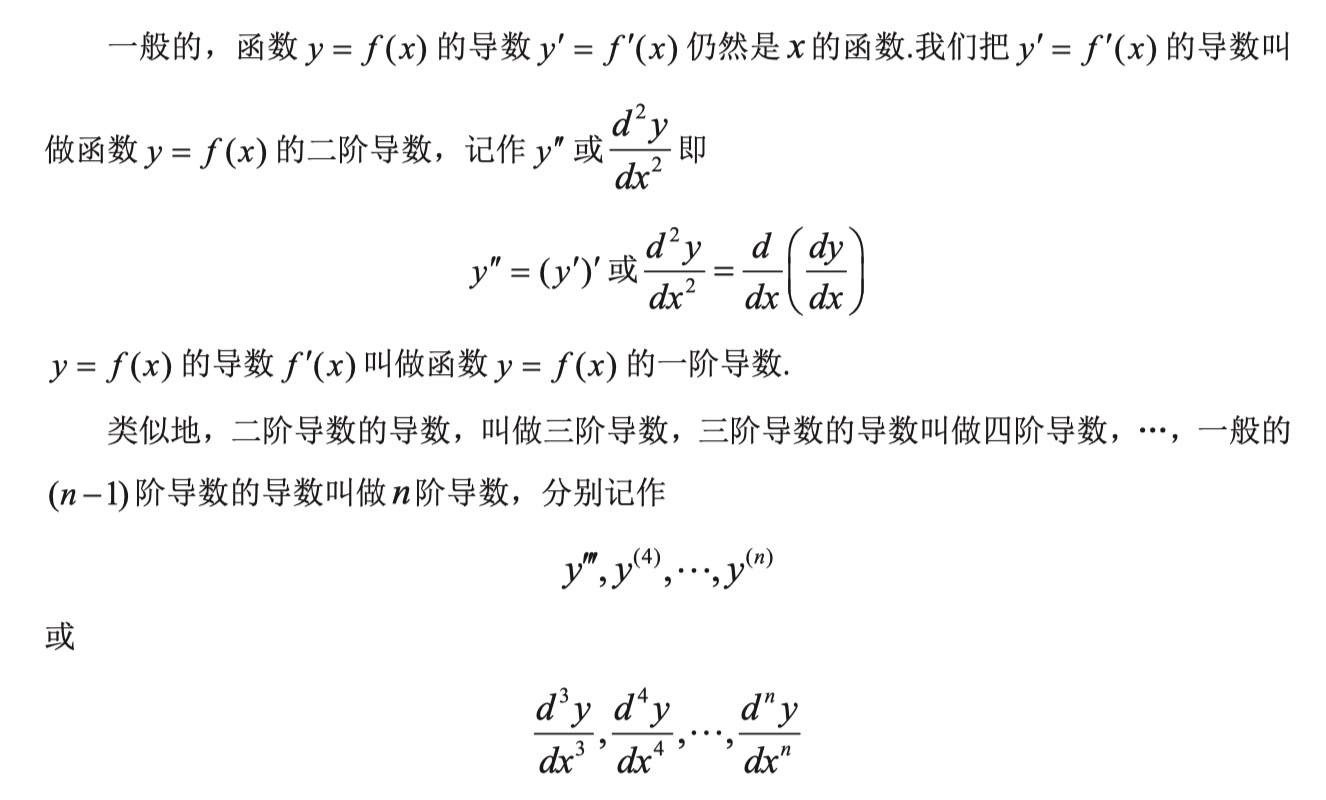 一般的，函数 y = f(x) 的导数 y′ = f′(x) 仍然是 x 的函数.我们把 y′ = f′(x) 的导数叫
做函数 y = f(x) 的二阶导数，记作 y″ 或 \frac{d^2y}{dx^2} 即
y″ = (y′)′ 或 \frac{d^2y}{dx^2} = \frac{d}{dx}\left(\frac{dy}{dx}\right)
y = f(x) 的导数 f′(x) 叫做函数 y = f(x) 的一阶导数.
类似地，二阶导数的导数，叫做三阶导数，三阶导数的导数叫做四阶导数，⋯，一般的
(n−1)阶导数的导数叫做 n 阶导数，分别记作
y‴, y^{(4)}, ⋯, y^{(n)}
或
\frac{d^3y}{dx^3}, \frac{d^4y}{dx^4}, ⋯, \frac{d^ny}{dx^n}